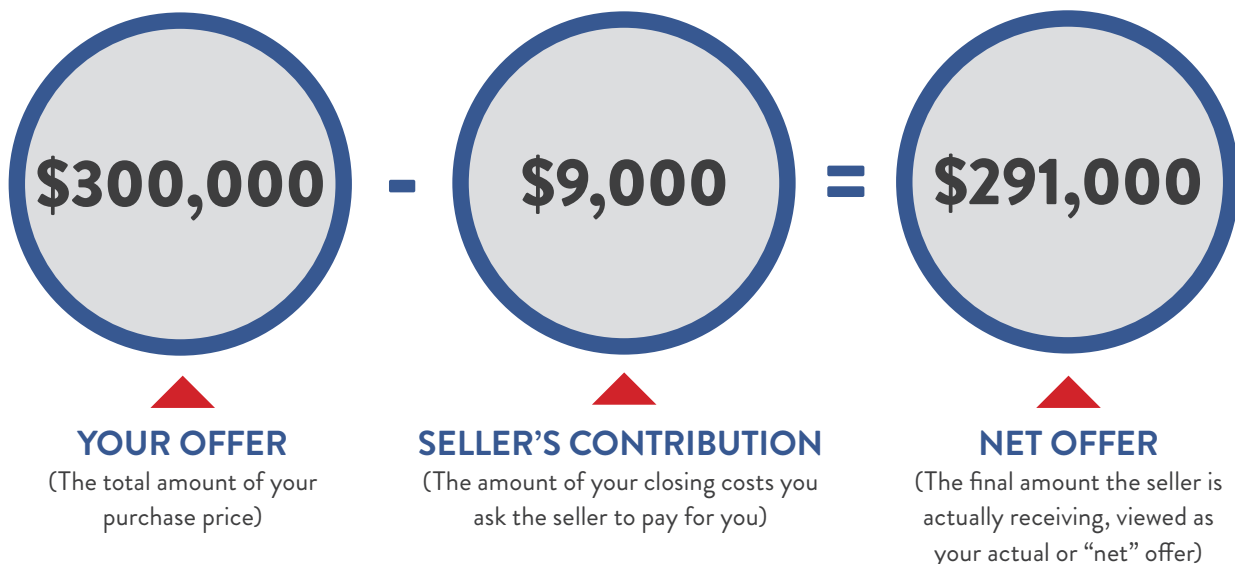 $300,000 - $9,000 = $291,000
YOUR OFFER
(The total amount of your
purchase price)
SELLER’S CONTRIBUTION
(The amount of your closing costs you
ask the seller to pay for you)
NET OFFER
(The final amount the seller is
actually receiving, viewed as
your actual or “net” offer)